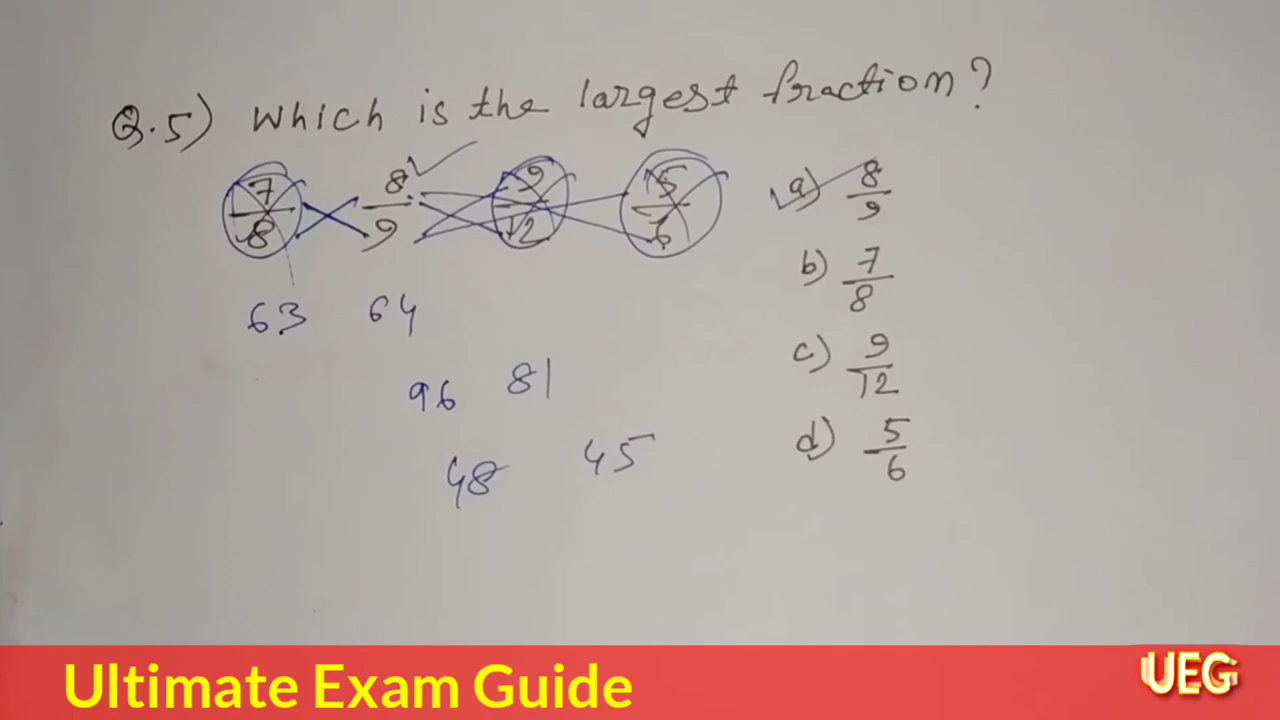 Q.5) Which is the largest fraction?
7/8 8/9 9/12 5/6
a) 8/9
b) 7/8
63 64
c) 9/12
96 81
d) 5/6
48 45
Ultimate Exam Guide
UEG